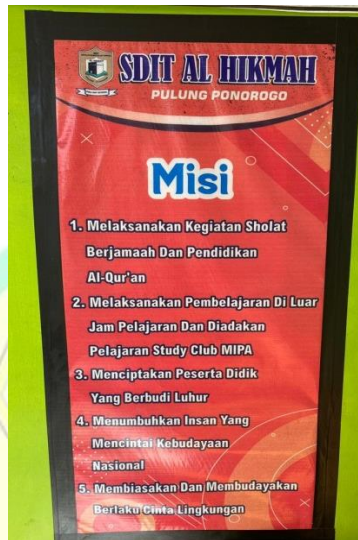 SDIT AL HIKMAH
PULUNG PONOROGO
Misi
1. Melaksanakan Kegiatan Sholat
Berjamaah Dan Pendidikan
Al-Qur'an
2. Melaksanakan Pembelajaran Di Luar
Jam Pelajaran Dan Diadakan
Pelajaran Study Club MIPA
3. Menciptakan Peserta Didik
Yang Berbudi Luhur
4. Menumbuhkan Insan Yang
Mencintai Kebudayaan
Nasional
5. Membiasakan Dan Membudayakan
Berlaku Cinta Lingkungan